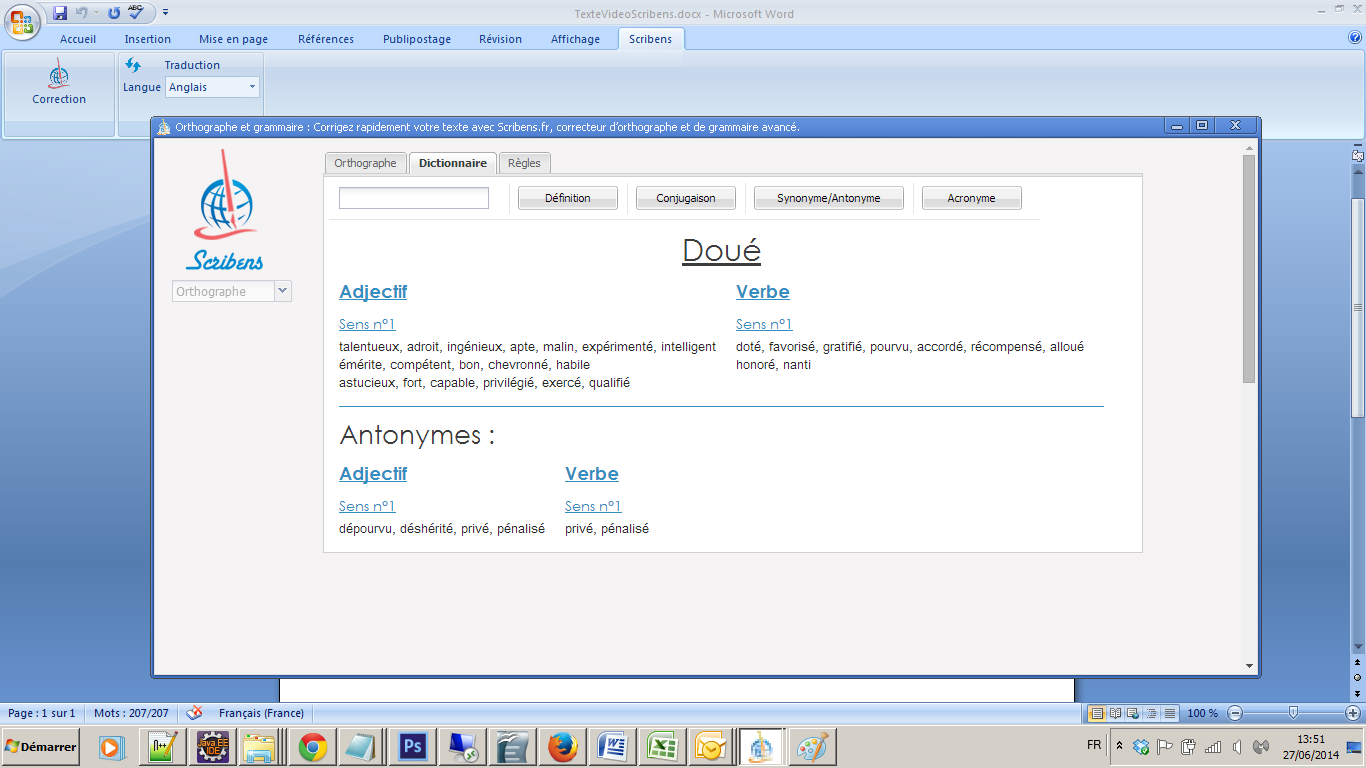 TexteVideoScribens.docx - Microsoft Word
Accueil Insertion Mise en page Références Publipostage Révision Affichage Scribens
Correction
Traduction
Langue Anglais
Orthographe et grammaire : Corrigez rapidement votre texte avec Scribens.fr, correcteur d'orthographe et de grammaire avancé.
Scribens
Orthographe
Orthographe Dictionnaire Règles
Définition Conjugaison Synonyme/Antonyme Acronyme
Doué
Adjectif Verbe
Sens n°1 Sens n°1
talentueux, adroit, ingénieux, apte, malin, expérimenté, intelligent doté, favorisé, gratifié, pourvu, accordé, récompensé, alloué
émérite, compétent, bon, chevronné, habile honoré, nanti
astucieux, fort, capable, privilégié, exercé, qualifié
Antonymes :
Adjectif Verbe
Sens n°1 Sens n°1
dépourvu, déshérité, privé, pénalisé privé, pénalisé
Page : 1 sur 1 Mots : 207/207 Français (France) 100 %
Démarrer N++ Java EE IDE Ps FR 13:51
27/06/2014